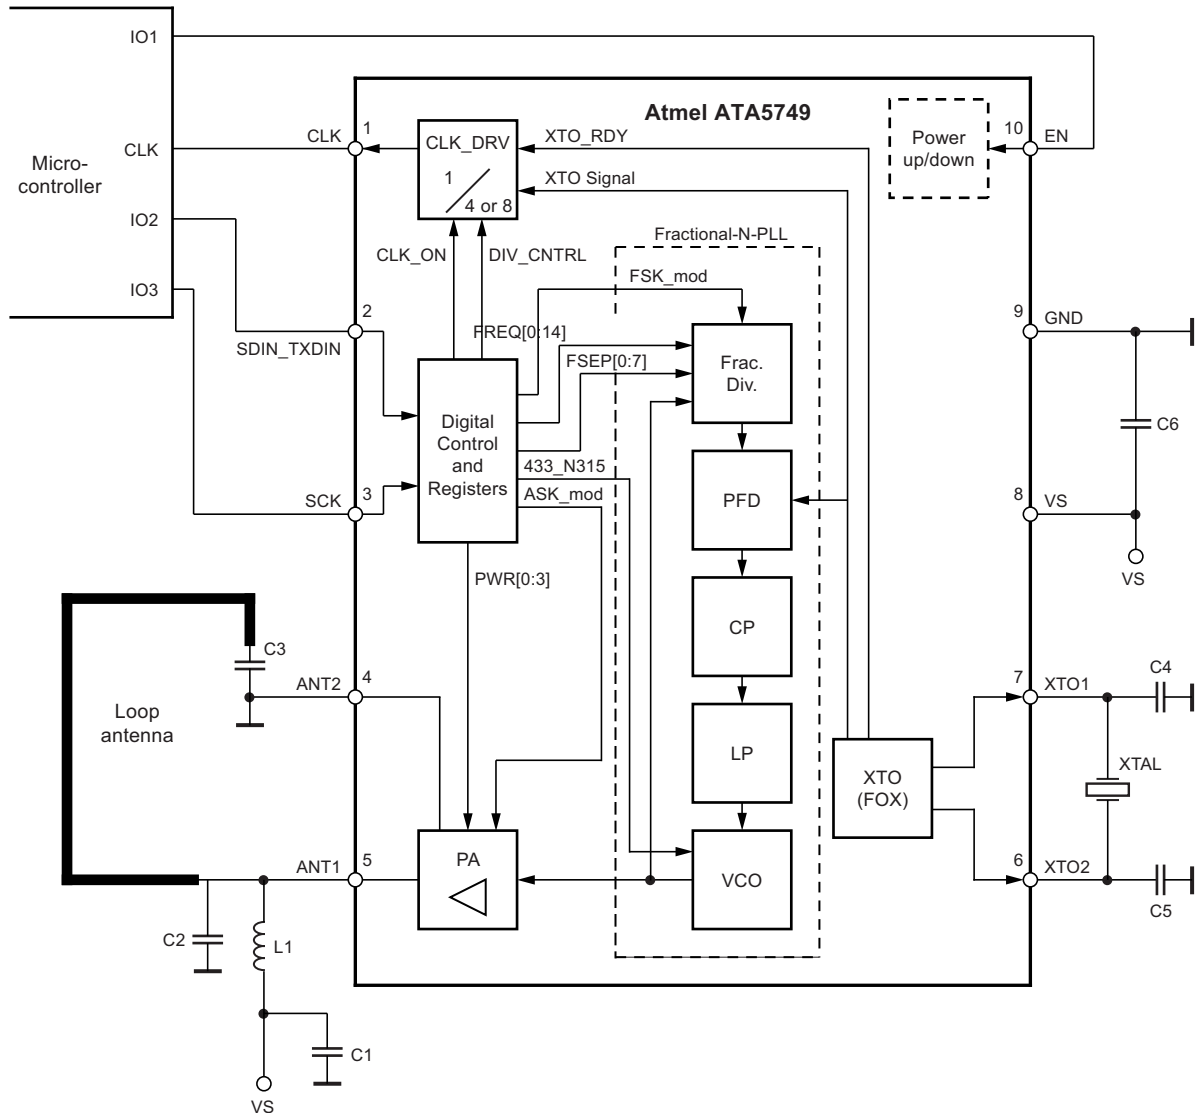 IO1
Atmel ATA5749
CLK
Micro-
controller
CLK
1
CLK_DRV
1
4 or 8
XTO_RDY
XTO Signal
Power
up/down
10
EN
IO2
CLK_ON
DIV_CNTRL
Fractional-N-PLL
FSK_mod
IO3
2
SDIN_TXDIN
FREQ[0:14]
FSEP[0:7]
Frac.
Div.
9
GND
Digital
Control
and
Registers
C6
433_N315
ASK_mod
PFD
SCK
3
8
VS
VS
PWR[0:3]
CP
C3
ANT2
4
7
XTO1
C4
Loop
antenna
LP
XTO
(FOX)
XTAL
ANT1
5
PA
VCO
6
XTO2
C5
C2
L1
C1
VS